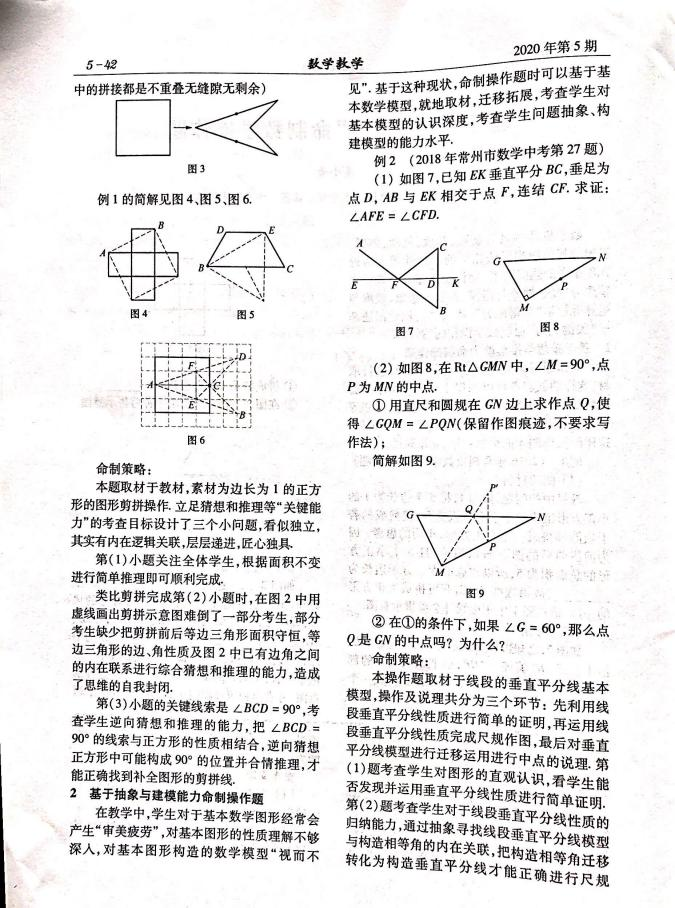 5-42
数学教学
2020年第5期
中的拼接都是不重叠无缝隙无剩余)
图3
例1的简解见图4、图5、图6.
A
B
图4
D
E
B
C
图5
D
F
A
C
E
B
图6
命制策略:
本题取材于教材,素材为边长为1的正方
形的图形剪拼操作.立足猜想和推理等“关键能
力”的考查目标设计了三个小问题,看似独立,
其实有内在逻辑关联,层层递进,匠心独具.
第(1)小题关注全体学生,根据面积不变
进行简单推理即可顺利完成.
类比剪拼完成第(2)小题时,在图2中用
虚线画出剪拼示意图难倒了一部分考生,部分
考生缺少把剪拼前后等边三角形面积守恒,等
边三角形的边、角性质及图2中已有边角之间
的内在联系进行综合猜想和推理的能力,造成
了思维的自我封闭.
第(3)小题的关键线索是∠BCD=90°,考
查学生逆向猜想和推理的能力,把∠BCD=
90°的线索与正方形的性质相结合,逆向猜想
正方形中可能构成90°的位置并合情推理,才
能正确找到补全图形的剪拼线.
2 基于抽象与建模能力命制操作题
在教学中,学生对于基本数学图形经常会
产生“审美疲劳”,对基本图形的性质理解不够
深入,对基本图形构造的数学模型“视而不
见”.基于这种现状,命制操作题时可以基于基
本数学模型,就地取材,迁移拓展,考查学生对
基本模型的认识深度,考查学生问题抽象、构
建模型的能力水平.
例2 (2018年常州市数学中考第27题)
(1)如图7,已知EK垂直平分BC,垂足为
点D,AB与EK相交于点F,连结CF.求证:
∠AFE=∠CFD.
A
C
E
F
D
K
B
图7
G
N
P
M
图8
(2)如图8,在Rt△GMN中,∠M=90°,点
P为MN的中点.
①用直尺和圆规在GN边上求作点Q,使
得∠GQM=∠PQN(保留作图痕迹,不要求写
作法);
简解如图9.
P′
G
Q
N
P
M
图9
②在①的条件下,如果∠G=60°,那么点
Q是GN的中点吗?为什么?
命制策略:
本操作题取材于线段的垂直平分线基本
模型,操作及说理共分为三个环节:先利用线
段垂直平分线性质进行简单的证明,再运用线
段垂直平分线性质完成尺规作图,最后对垂直
平分线模型进行迁移运用进行中点的说理.第
(1)题考查学生对图形的直观认识,看学生能
否发现并运用垂直平分线性质进行简单证明.
第(2)题考查学生对于线段垂直平分线性质的
归纳能力,通过抽象寻找线段垂直平分线模型
与构造相等角的内在关联,把构造相等角迁移
转化为构造垂直平分线才能正确进行尺规